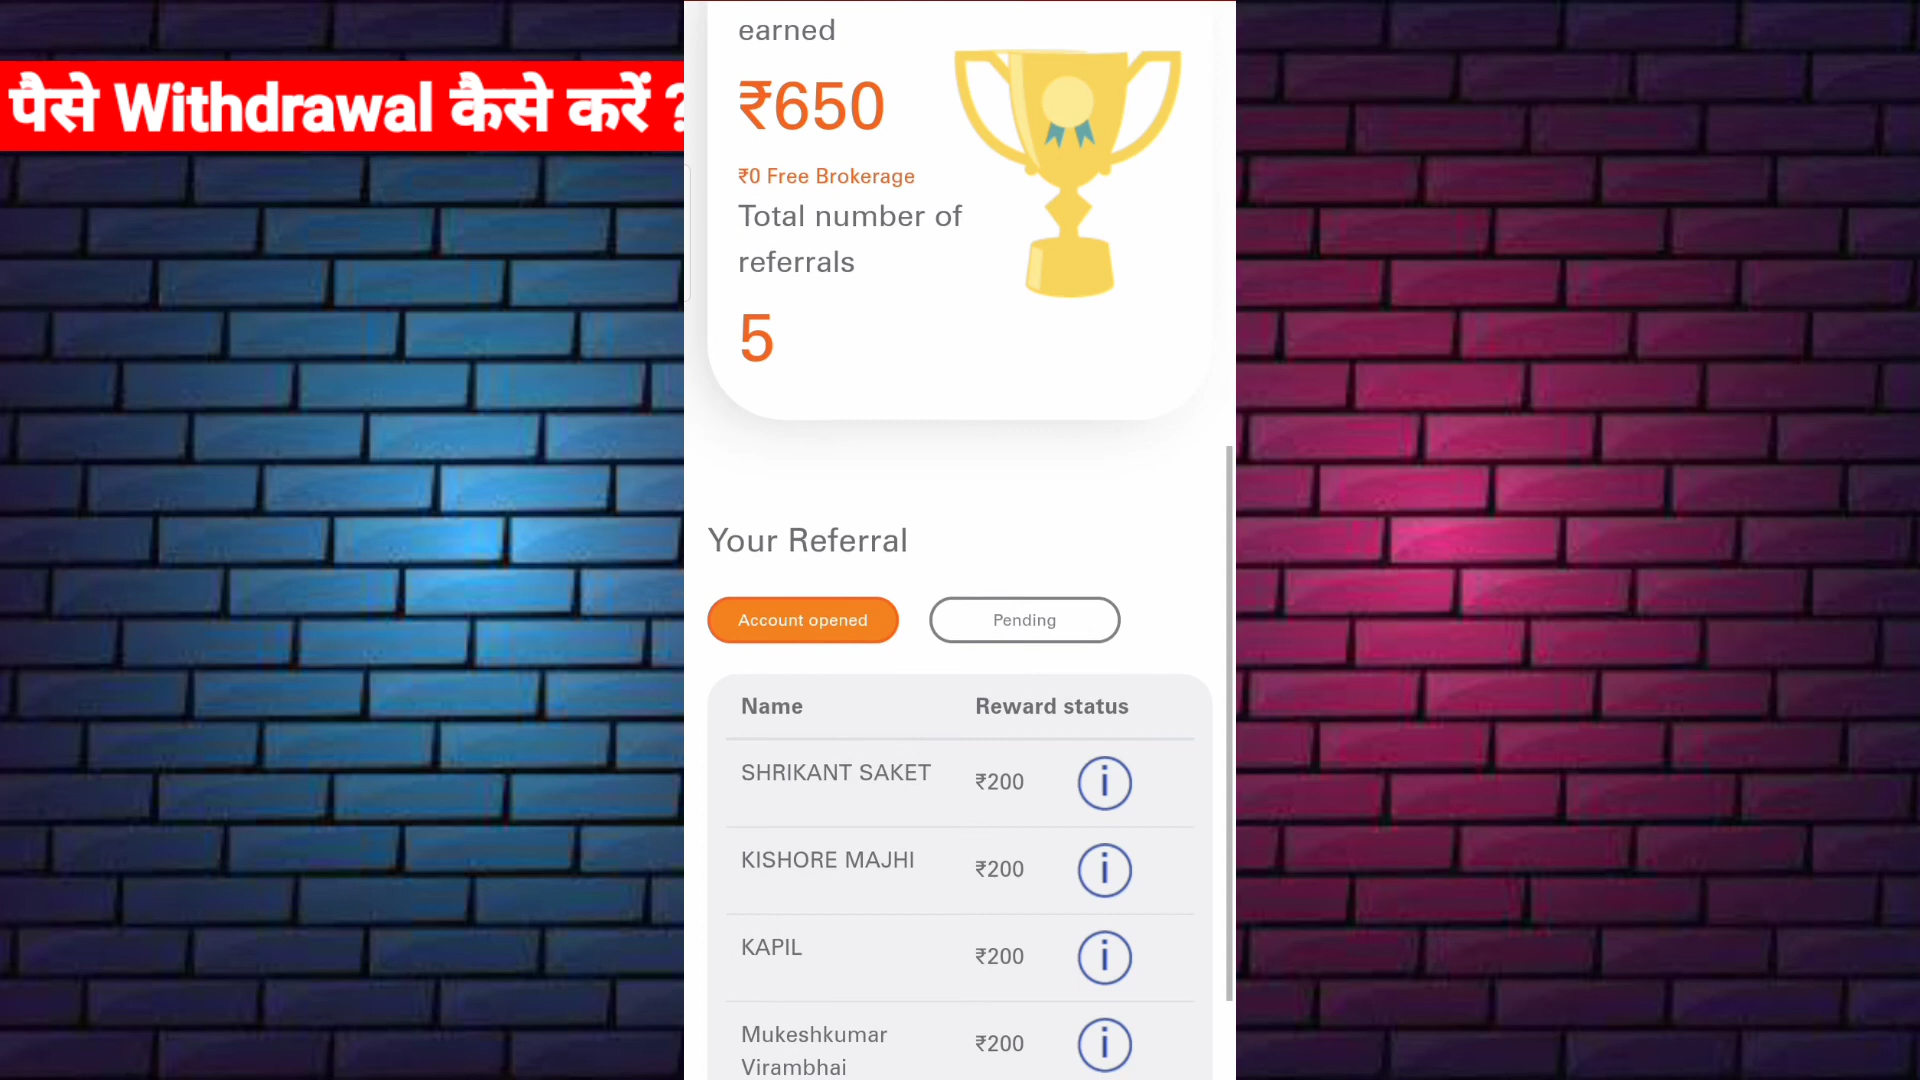 पैसे Withdrawal कैसे करें ?
earned
₹650
₹0 Free Brokerage
Total number of
referrals
5
Your Referral
Account opened
Pending
Name
Reward status
SHRIKANT SAKET
₹200
i
KISHORE MAJHI
₹200
i
KAPIL
₹200
i
Mukeshkumar
Virambhai
₹200
i